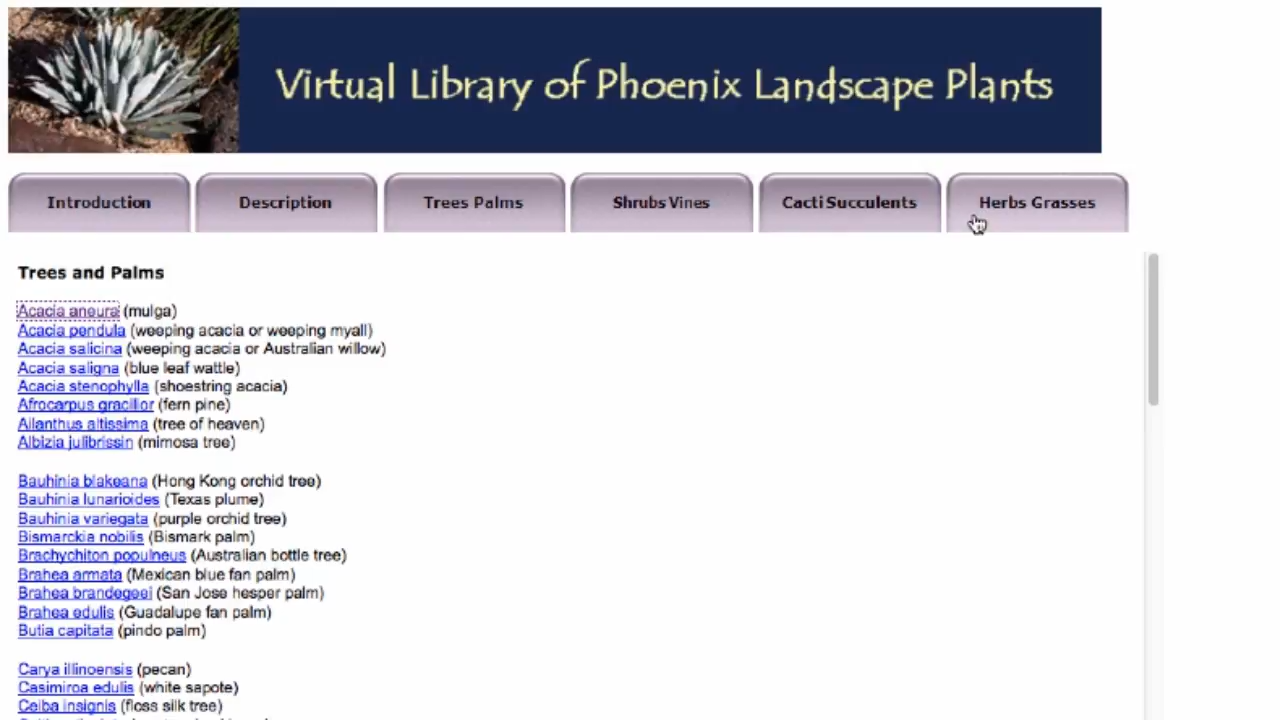 Virtual Library of Phoenix Landscape Plants
Introduction
Description
Trees Palms
Shrubs Vines
Cacti Succulents
Herbs Grasses
Trees and Palms
Acacia aneura (mulga)
Acacia pendula (weeping acacia or weeping myall)
Acacia salicina (weeping acacia or Australian willow)
Acacia saligna (blue leaf wattle)
Acacia stenophylla (shoestring acacia)
Afrocarpus gracilior (fern pine)
Ailanthus altissima (tree of heaven)
Albizia julibrissin (mimosa tree)
Bauhinia blakeana (Hong Kong orchid tree)
Bauhinia lunarioides (Texas plume)
Bauhinia variegata (purple orchid tree)
Bismarckia nobilis (Bismark palm)
Brachychiton populneus (Australian bottle tree)
Brahea armata (Mexican blue fan palm)
Brahea brandegeei (San Jose hesper palm)
Brahea edulis (Guadalupe fan palm)
Butia capitata (pindo palm)
Carya illinoensis (pecan)
Casimiroa edulis (white sapote)
Ceiba insignis (floss silk tree)